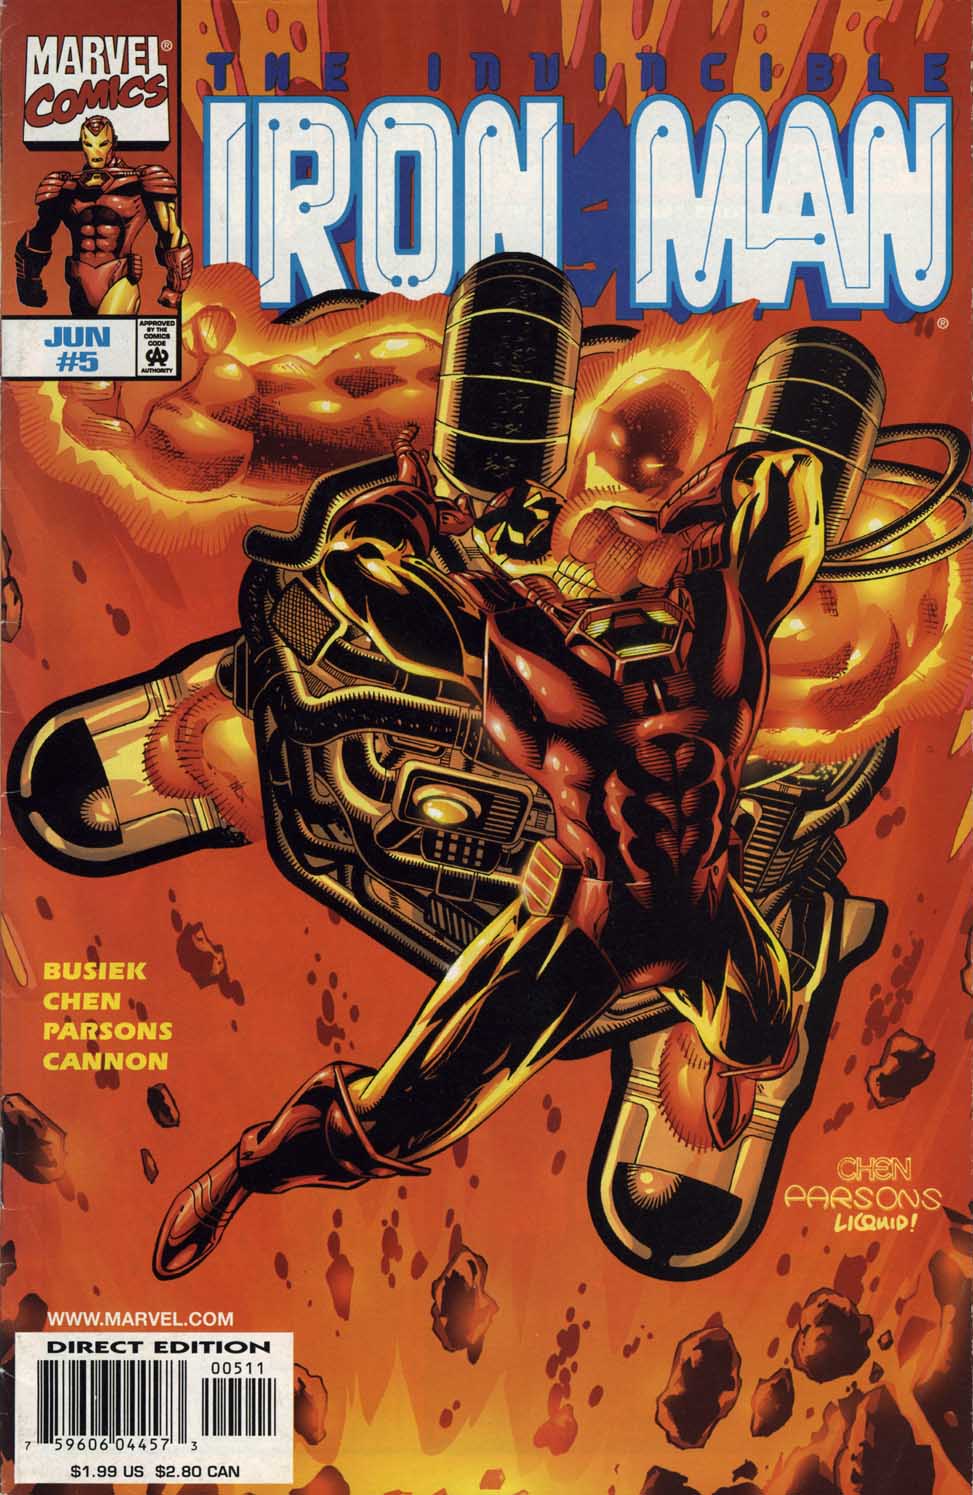 MARVEL®
COMICS
THE INVINCIBLE
IRON MAN
®
JUN
#5
APPROVED
BY THE
COMICS
CODE
CA
AUTHORITY
BUSIEK
CHEN
PARSONS
CANNON
CHEN
PARSONS
LIQUID!
WWW.MARVEL.COM
DIRECT EDITION
00511
7 59606 04457 3
$1.99 US $2.80 CAN